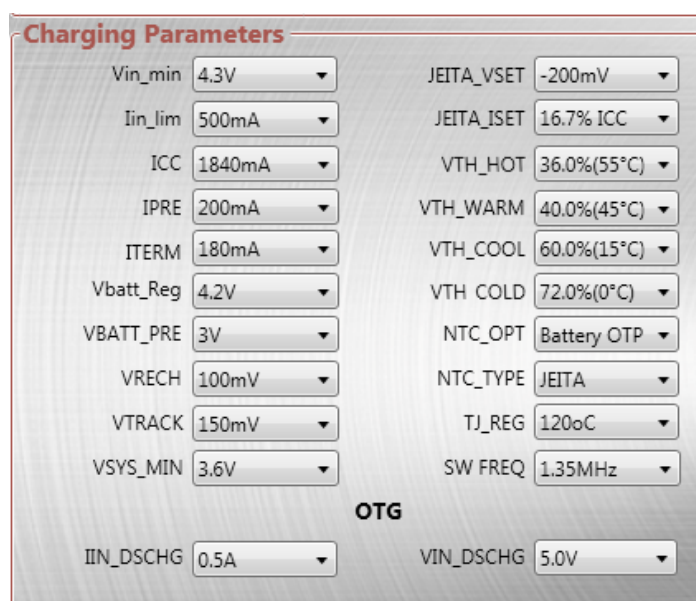 Charging Parameters
Vin_min 4.3V JEITA_VSET -200mV
Iin_lim 500mA JEITA_ISET 16.7% ICC
ICC 1840mA VTH_HOT 36.0%(55°C)
IPRE 200mA VTH_WARM 40.0%(45°C)
ITERM 180mA VTH_COOL 60.0%(15°C)
Vbatt_Reg 4.2V VTH COLD 72.0%(0°C)
VBATT_PRE 3V NTC_OPT Battery OTP
VRECH 100mV NTC_TYPE JEITA
VTRACK 150mV TJ_REG 120oC
VSYS_MIN 3.6V SW FREQ 1.35MHz
OTG
IIN_DSCHG 0.5A VIN_DSCHG 5.0V